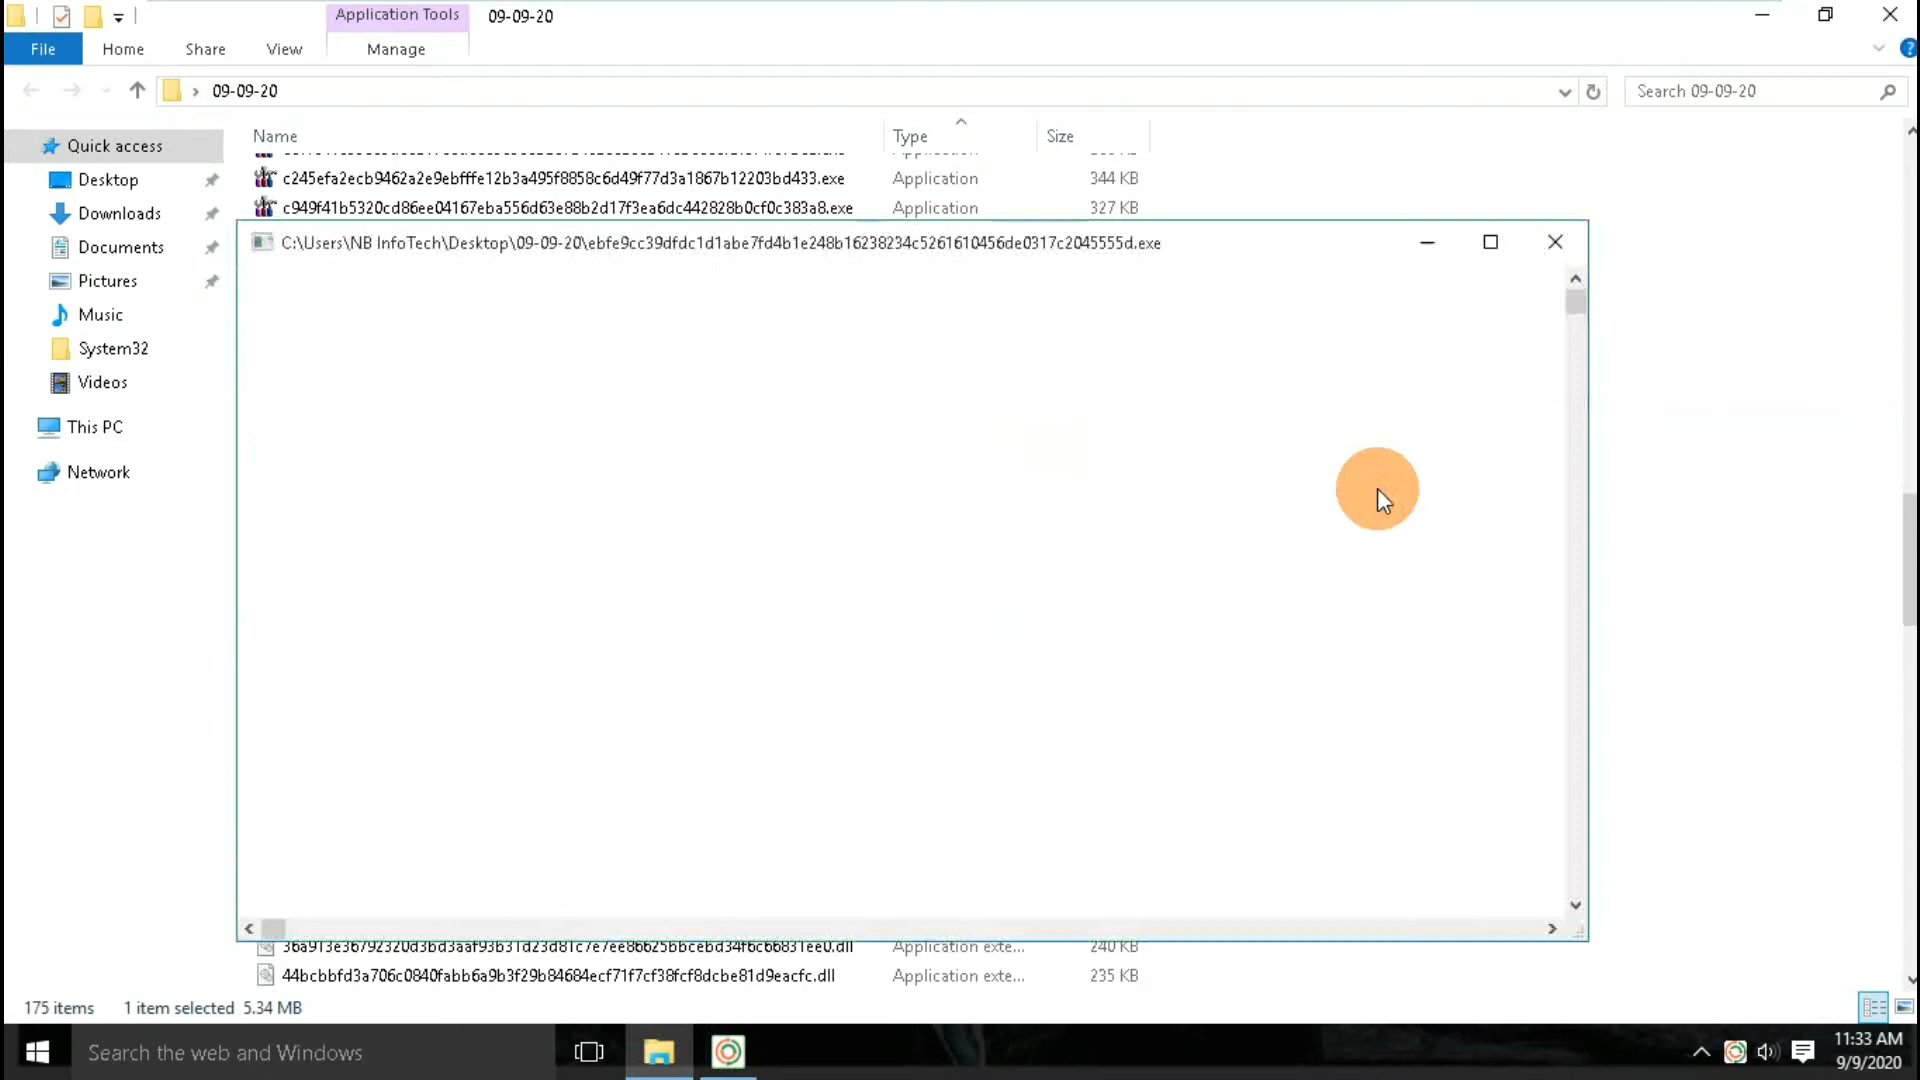 Application Tools
09-09-20
File
Home
Share
View
Manage
09-09-20
Search 09-09-20
Name
Type
Size
Quick access
Desktop
Downloads
Documents
Pictures
Music
System32
Videos
This PC
Network
c245efa2ecb9462a2e9ebfffe12b3a495f8858c6d49f77d3a1867b12203bd433.exe Application 344 KB
c949f41b5320cd86ee04167eba556d63e88b2d17f3ea6dc442828b0cf0c383a8.exe Application 327 KB
C:\Users\NB InfoTech\Desktop\09-09-20\ebfe9cc39dfdc1d1abe7fd4b1e248b16238234c5261610456de0317c2045555d.exe
36a913e36792320d3bd3aaf93b31d23d81c7e7ee86625bbcebd34f6c66831ee0.dll Application exte... 240 KB
44bcbbfd3a706c0840fabb6a9b3f29b84684ecf71f7cf38fcf8dcbe81d9eacfc.dll Application exte... 235 KB
175 items 1 item selected 5.34 MB
Search the web and Windows
11:33 AM
9/9/2020